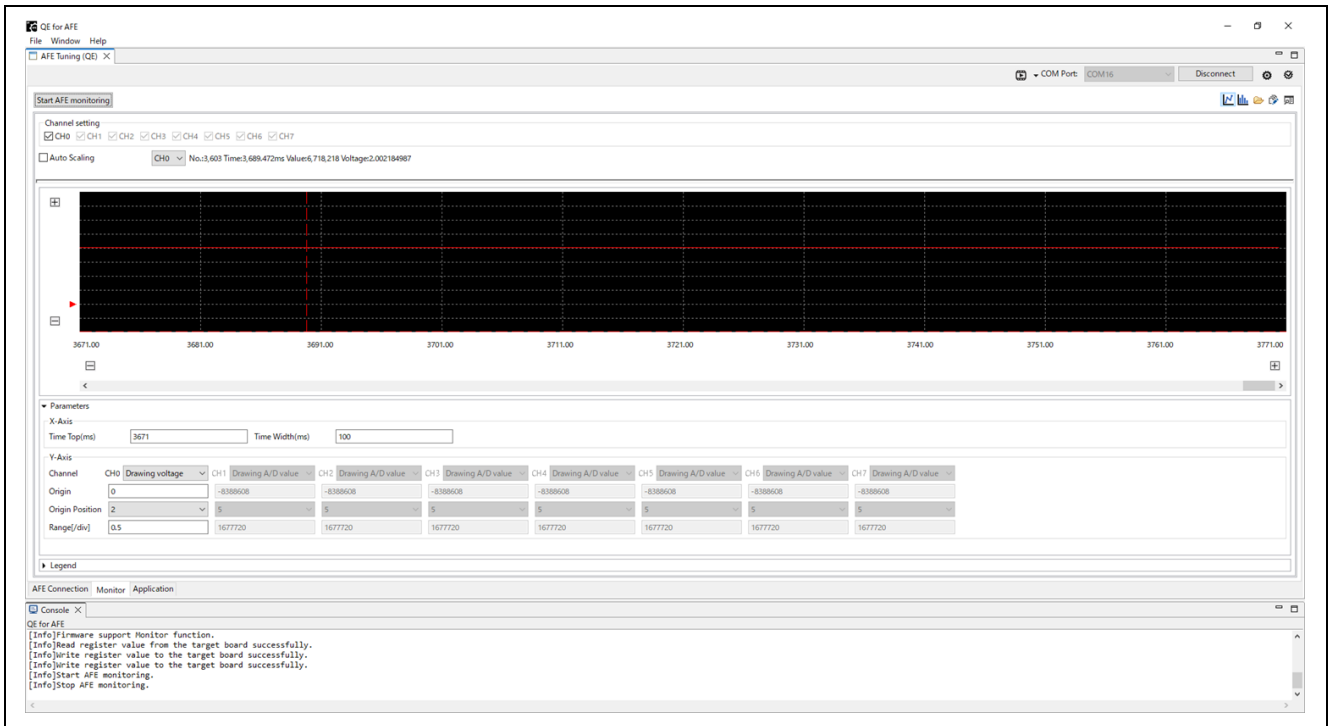 QE for AFE
File Window Help
AFE Tuning (QE)
COM Port: COM16 Disconnect
Start AFE monitoring
Channel setting
CH0 CH1 CH2 CH3 CH4 CH5 CH6 CH7
Auto Scaling CH0 No.:3,603 Time:3,689.472ms Value:6,718,218 Voltage:2.002184987
3671.00 3681.00 3691.00 3701.00 3711.00 3721.00 3731.00 3741.00 3751.00 3761.00 3771.00
Parameters
X-Axis
Time Top(ms) 3671 Time Width(ms) 100
Y-Axis
Channel CH0 Drawing voltage CH1 Drawing A/D value CH2 Drawing A/D value CH3 Drawing A/D value CH4 Drawing A/D value CH5 Drawing A/D value CH6 Drawing A/D value CH7 Drawing A/D value
Origin 0 -8388608 -8388608 -8388608 -8388608 -8388608 -8388608 -8388608
Origin Position 2 5 5 5 5 5 5 5
Range[/div] 0.5 1677720 1677720 1677720 1677720 1677720 1677720 1677720
Legend
AFE Connection Monitor Application
Console
QE for AFE
[Info]Firmware support Monitor function.
[Info]Read register value from the target board successfully.
[Info]Write register value to the target board successfully.
[Info]Write register value to the target board successfully.
[Info]Start AFE monitoring.
[Info]Stop AFE monitoring.